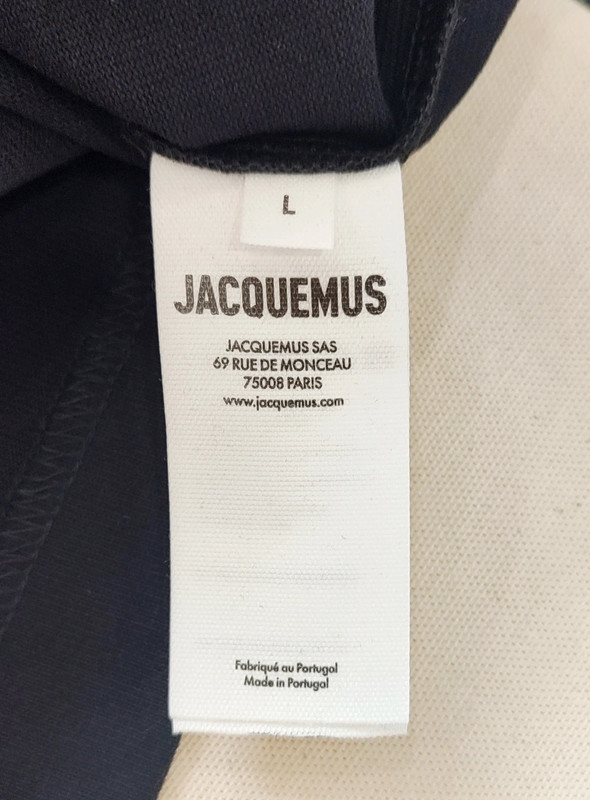 L
JACQUEMUS
JACQUEMUS SAS
69 RUE DE MONCEAU
75008 PARIS
www.jacquemus.com
Fabriqué au Portugal
Made in Portugal